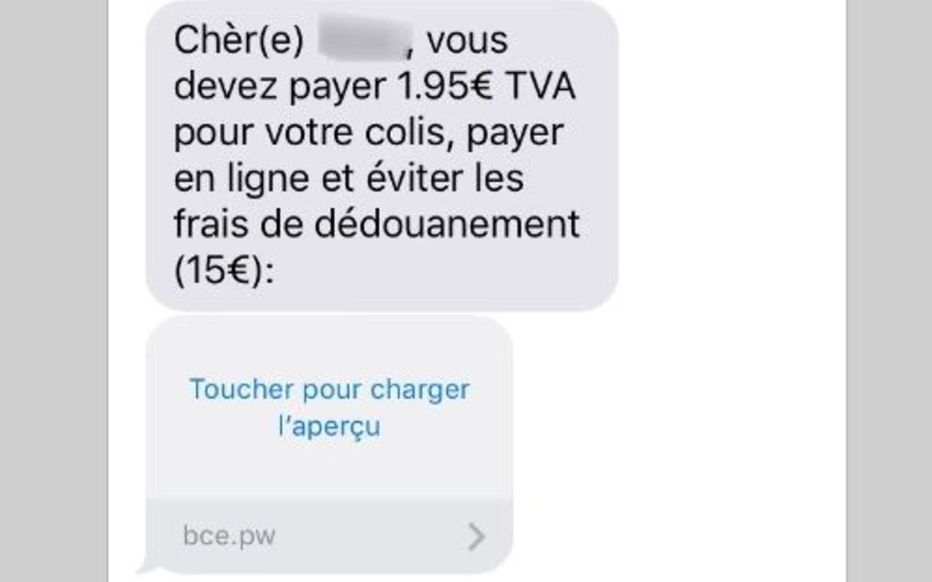 Chèr(e) , vous
devez payer 1.95€ TVA
pour votre colis, payer
en ligne et éviter les
frais de dédouanement
(15€):
Toucher pour charger
l’aperçu
bce.pw